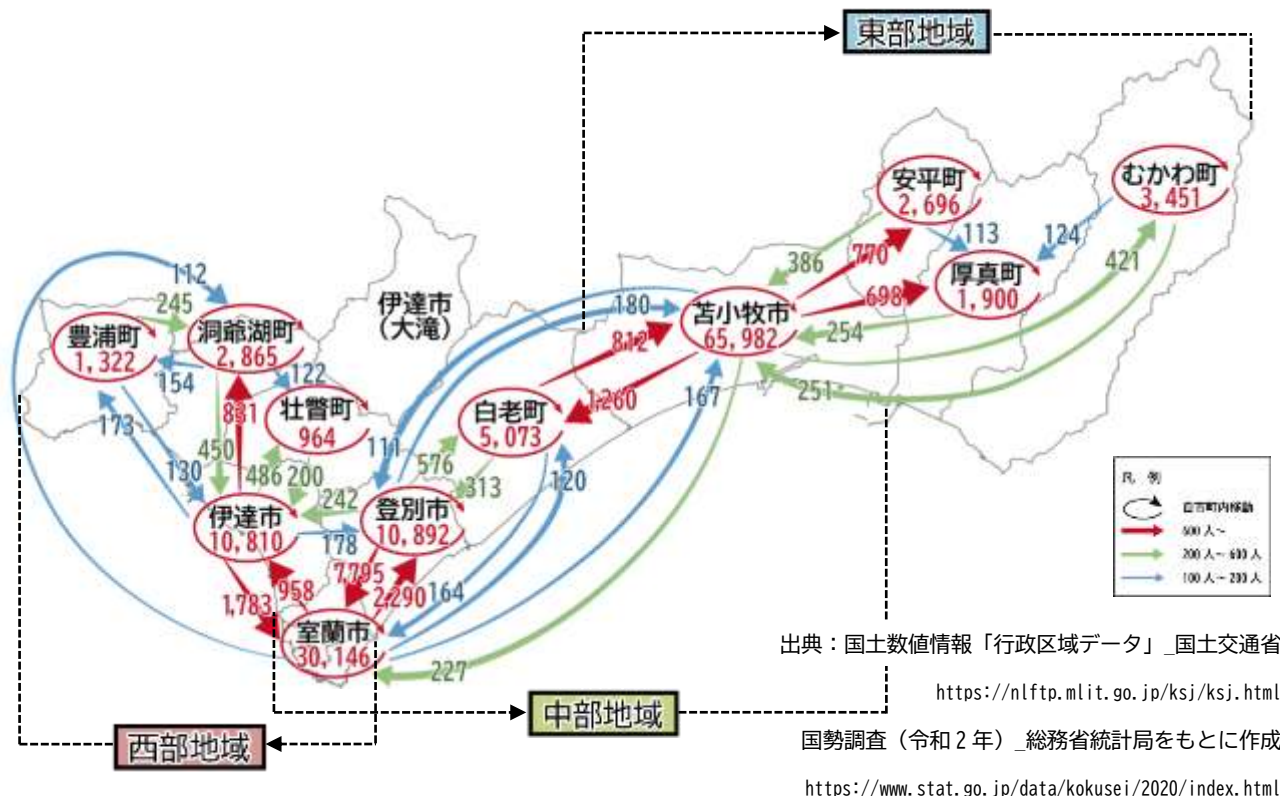 東部地域
安平町
2,696
むかわ町
3,451
113
124
厚真町
1,900
770
386
421
698
254
251
苫小牧市
65,982
180
812
1,260
167
伊達市
(大滝)
112
245
豊浦町
1,322
洞爺湖町
2,865
154
122
壮瞥町
964
831
173
130
450
486
200
242
白老町
5,073
111
576
313
120
伊達市
10,810
178
登別市
10,892
7,795
2,290
164
958
1,783
室蘭市
30,146
227
中部地域
西部地域
凡 例
自市町内移動
600人~
200人~600人
100人~200人
出典:国土数値情報「行政区域データ」_国土交通省
https://nlftp.mlit.go.jp/ksj/ksj.html
国勢調査(令和2年)_総務省統計局をもとに作成
https://www.stat.go.jp/data/kokusei/2020/index.html